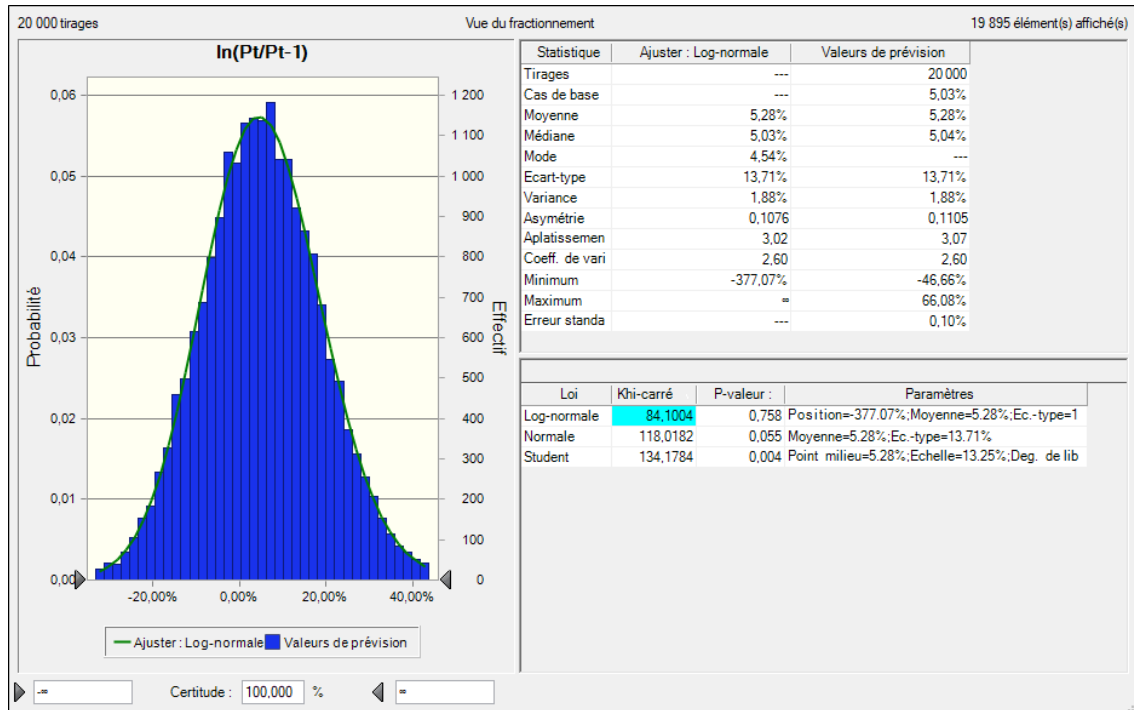 20 000 tirages Vue du fractionnement 19 895 élément(s) affiché(s)
ln(Pt/Pt-1)
0,06 1 200
1 100
0,05 1 000
900
0,04 800
700
0,03 600
500
0,02 400
300
0,01 200
100
0,00 0
Probabilité
Effectif
-20,00% 0,00% 20,00% 40,00%
Ajuster : Log-normale Valeurs de prévision
Statistique Ajuster : Log-normale Valeurs de prévision
Tirages --- 20 000
Cas de base --- 5,03%
Moyenne 5,28% 5,28%
Médiane 5,03% 5,04%
Mode 4,54% ---
Ecart-type 13,71% 13,71%
Variance 1,88% 1,88%
Asymétrie 0,1076 0,1105
Aplatissemen 3,02 3,07
Coeff. de vari 2,60 2,60
Minimum -377,07% -46,66%
Maximum ∞ 66,08%
Erreur standa --- 0,10%
Loi Khi-carré P-valeur : Paramètres
Log-normale 84,1004 0,758 Position=-377.07%;Moyenne=5.28%;Ec.-type=1
Normale 118,0182 0,055 Moyenne=5.28%;Ec.-type=13.71%
Student 134,1784 0,004 Point milieu=5.28%;Echelle=13.25%;Deg. de lib
-∞ Certitude : 100,000 % ∞